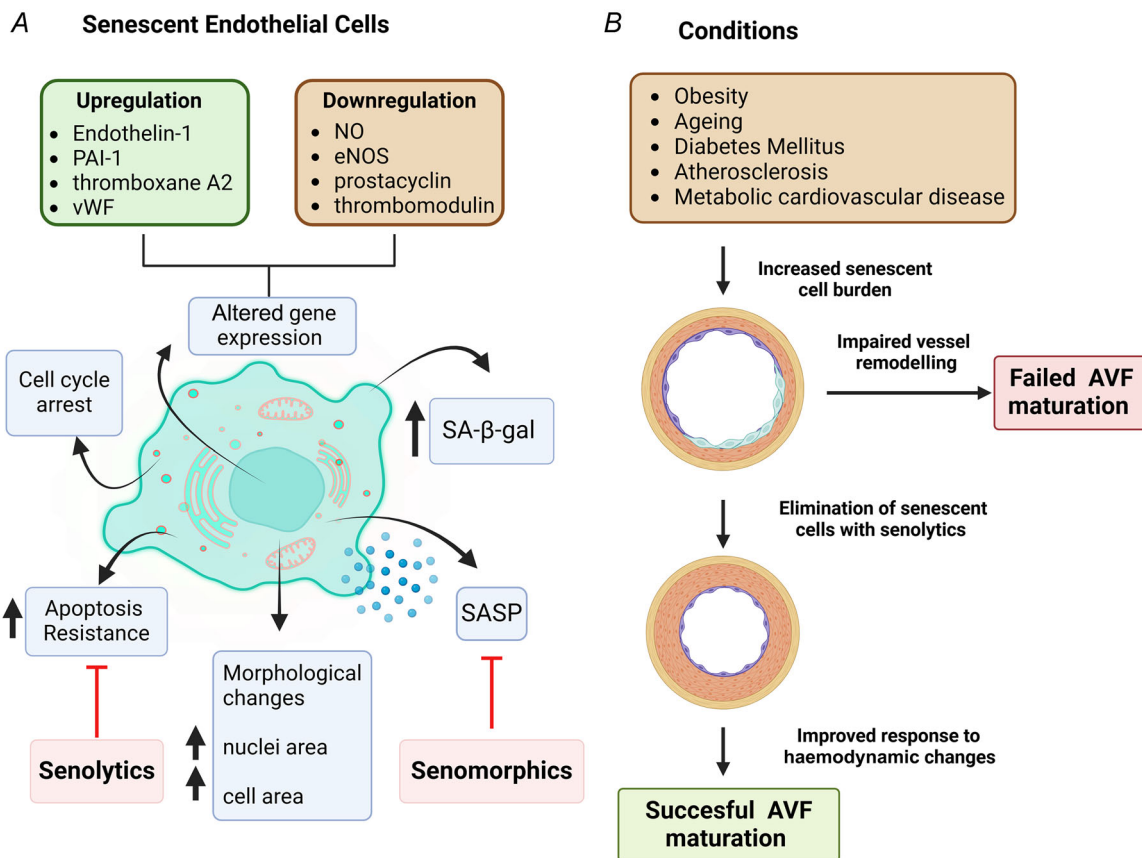 A
Senescent Endothelial Cells
Upregulation
• Endothelin-1
• PAI-1
• thromboxane A2
• vWF
Downregulation
• NO
• eNOS
• prostacyclin
• thrombomodulin
Altered gene
expression
Cell cycle
arrest
SA-β-gal
Apoptosis
Resistance
SASP
Morphological
changes
nuclei area
cell area
Senolytics
Senomorphics
B
Conditions
• Obesity
• Ageing
• Diabetes Mellitus
• Atherosclerosis
• Metabolic cardiovascular disease
Increased senescent
cell burden
Impaired vessel
remodelling
Failed AVF
maturation
Elimination of senescent
cells with senolytics
Improved response to
haemodynamic changes
Succesful AVF
maturation